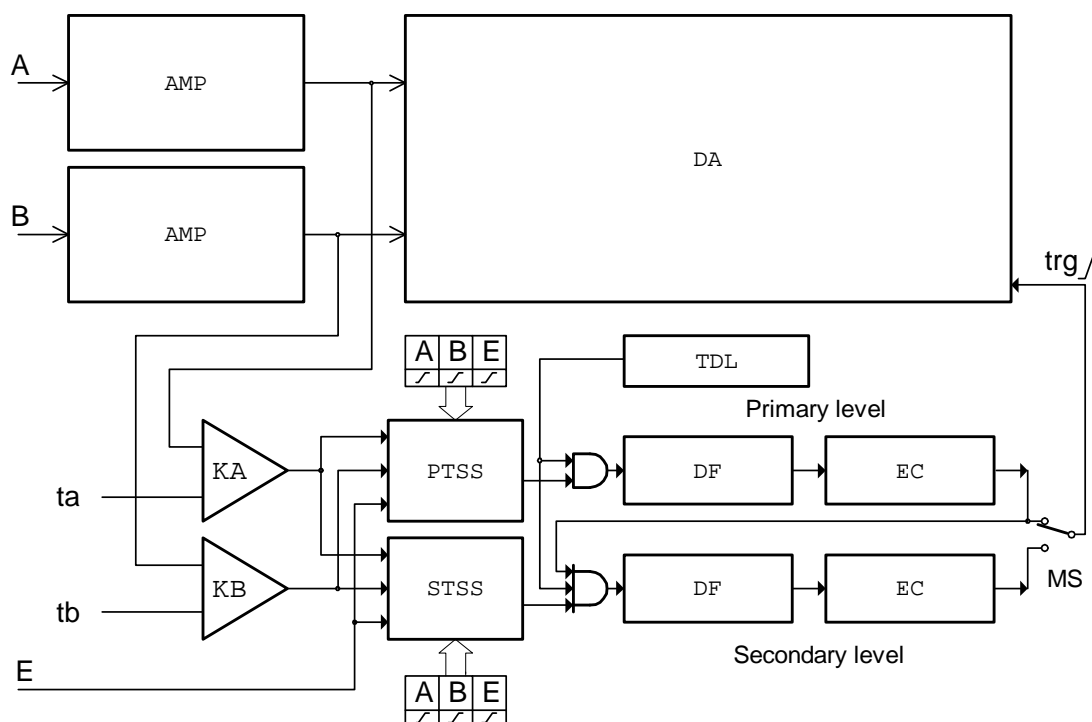 A
AMP
DA
B
AMP
trg
A B E
TDL
Primary level
KA
PTSS
DF
EC
ta
KB
STSS
DF
EC
MS
tb
Secondary level
E
A B E